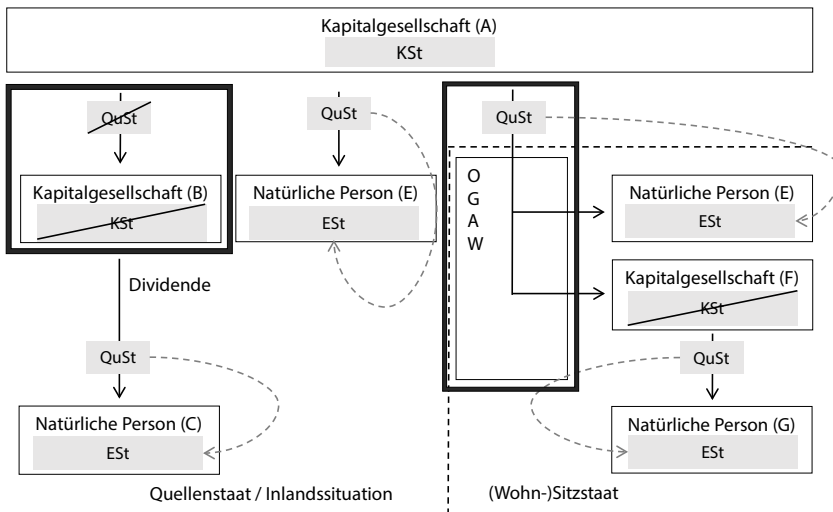 Kapitalgesellschaft (A)
KSt
QuSt
QuSt
QuSt
Kapitalgesellschaft (B)
KSt
Natürliche Person (E)
ESt
O
G
A
W
Natürliche Person (E)
ESt
Kapitalgesellschaft (F)
KSt
Dividende
QuSt
QuSt
Natürliche Person (C)
ESt
Natürliche Person (G)
ESt
Quellenstaat / Inlandssituation
(Wohn-)Sitzstaat